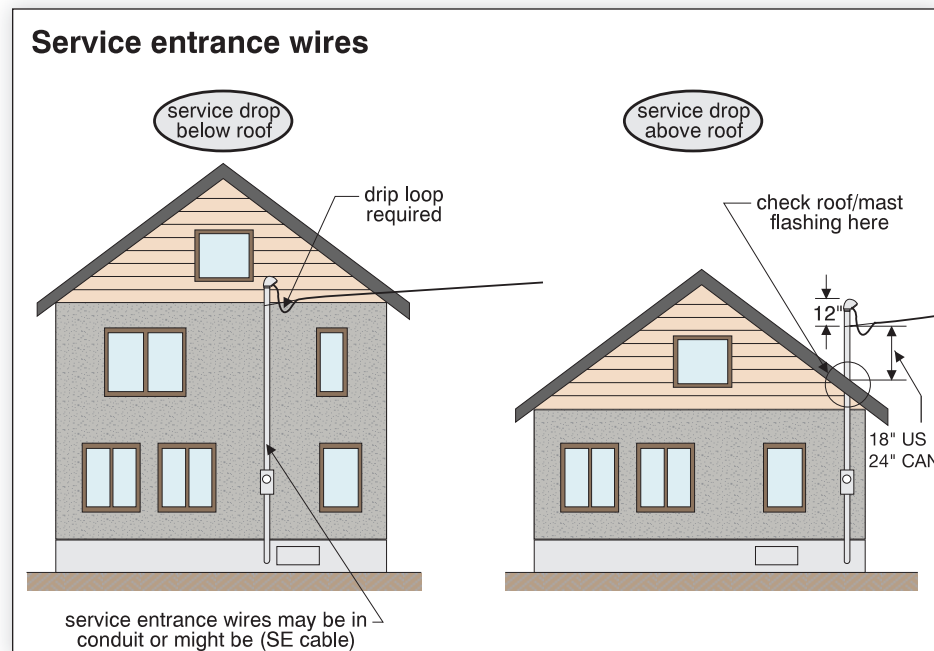 Service entrance wires
service drop
below roof
service drop
above roof
drip loop
required
check roof/mast
flashing here
12"
18" US
24" CAN
service entrance wires may be in
conduit or might be (SE cable)